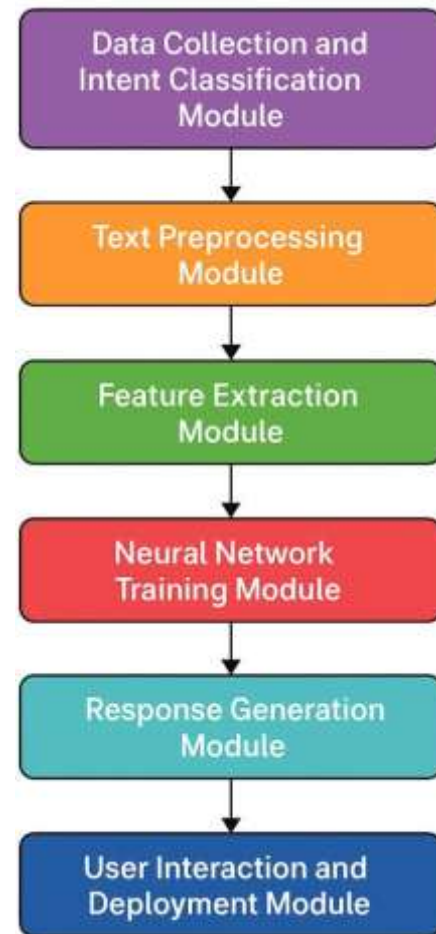 Data Collection and
Intent Classification
Module
Text Preprocessing
Module
Feature Extraction
Module
Neural Network
Training Module
Response Generation
Module
User Interaction and
Deployment Module